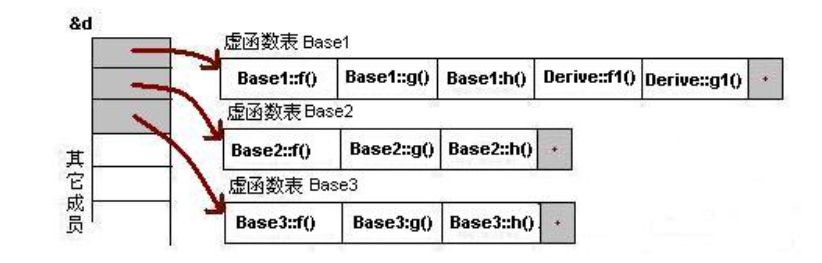 &d
虚函数表 Base1
Base1::f() Base1::g() Base1:h() Derive::f1() Derive::g1()
虚函数表 Base2
Base2::f() Base2::g() Base2::h()
虚函数表 Base3
Base3::f() Base3:g() Base3::h()
其它成员